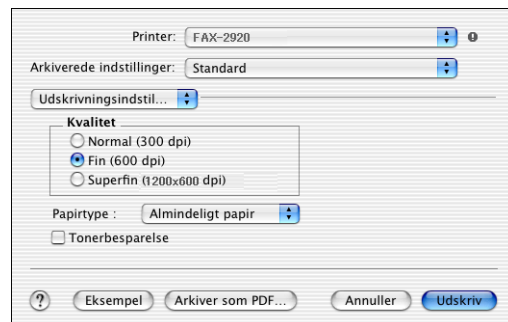 Printer: FAX-2920
Arkiverede indstillinger: Standard
Udskrivningsindstil...
Kvalitet
Normal (300 dpi)
Fin (600 dpi)
Superfin (1200x600 dpi)
Papirtype : Almindeligt papir
Tonerbesparelse
? Eksempel Arkiver som PDF... Annuller Udskriv